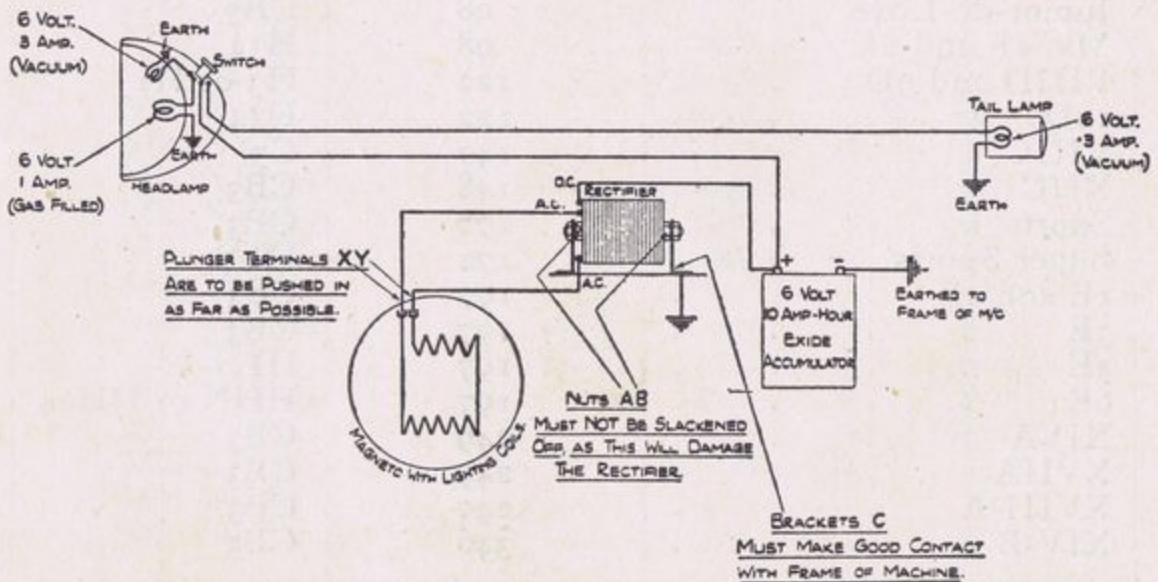 6 VOLT.
3 AMP.
(VACUUM)
EARTH
SWITCH
EARTH
6 VOLT
1 AMP.
(GAS FILLED)
HEADLAMP
TAIL LAMP
6 VOLT.
·3 AMP.
(VACUUM)
EARTH
D.C.
RECTIFIER
A.C.
A.C.
PLUNGER TERMINALS XY
ARE TO BE PUSHED IN
AS FAR AS POSSIBLE.
+ -
6 VOLT
10 AMP-HOUR
EXIDE
ACCUMULATOR
EARTHED TO
FRAME OF M/C
MAGNETO WITH LIGHTING COILS.
NUTS AB
MUST NOT BE SLACKENED
OFF, AS THIS WILL DAMAGE
THE RECTIFIER.
BRACKETS C
MUST MAKE GOOD CONTACT
WITH FRAME OF MACHINE.